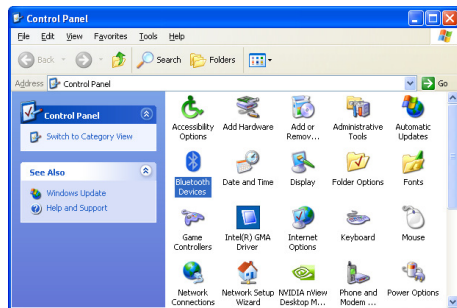 Control Panel
File Edit View Favorites Tools Help
Back Search Folders
Address Control Panel Go
Control Panel
Switch to Category View
See Also
Windows Update
Help and Support
Accessibility Options
Add Hardware
Add or Remov...
Administrative Tools
Automatic Updates
Bluetooth Devices
Date and Time
Display
Folder Options
Fonts
Game Controllers
Intel(R) GMA Driver
Internet Options
Keyboard
Mouse
Network Connections
Network Setup Wizard
NVIDIA nView Desktop M...
Phone and Modem ...
Power Options